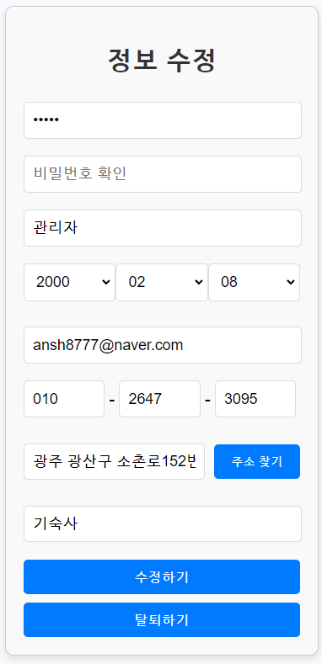 정보 수정
•••••
비밀번호 확인
관리자
2000 02 08
ansh8777@naver.com
010 - 2647 - 3095
광주 광산구 소촌로152번 주소 찾기
기숙사
수정하기
탈퇴하기